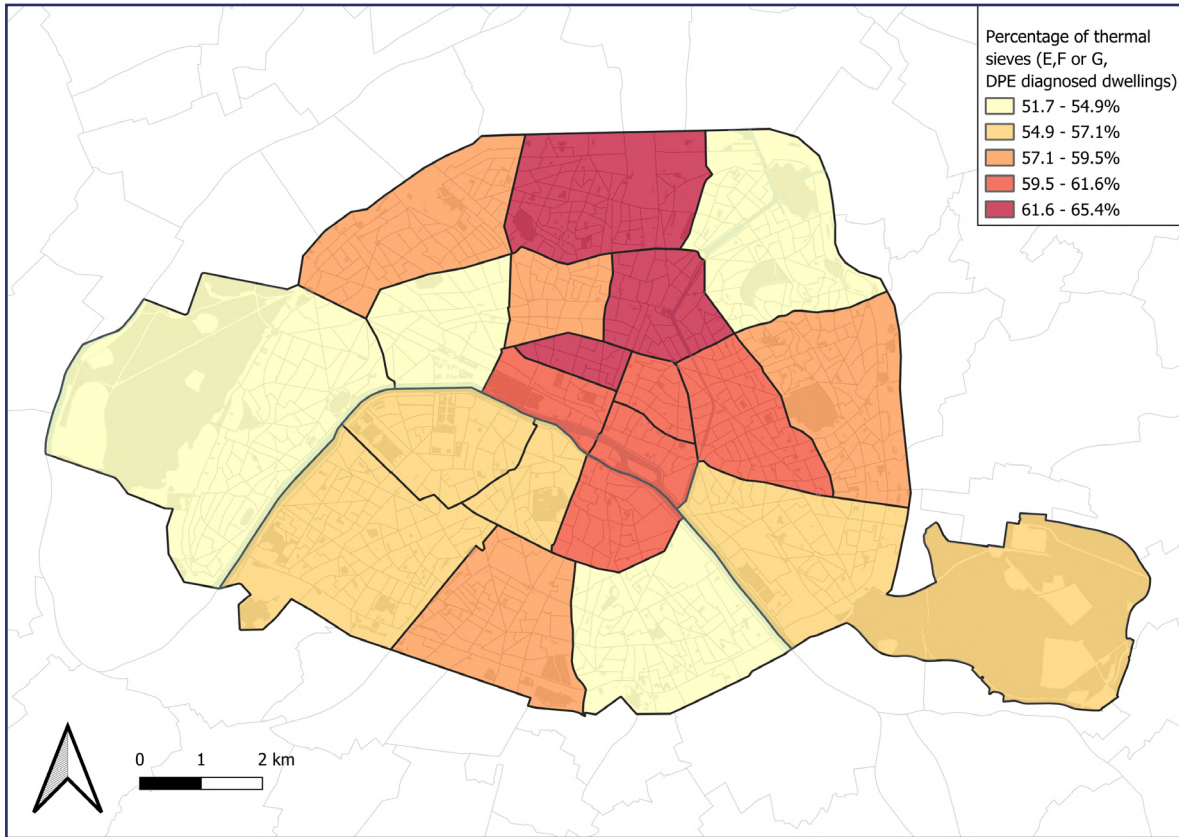 Percentage of thermal
sieves (E,F or G,
DPE diagnosed dwellings)
51.7 - 54.9%
54.9 - 57.1%
57.1 - 59.5%
59.5 - 61.6%
61.6 - 65.4%
0 1 2 km